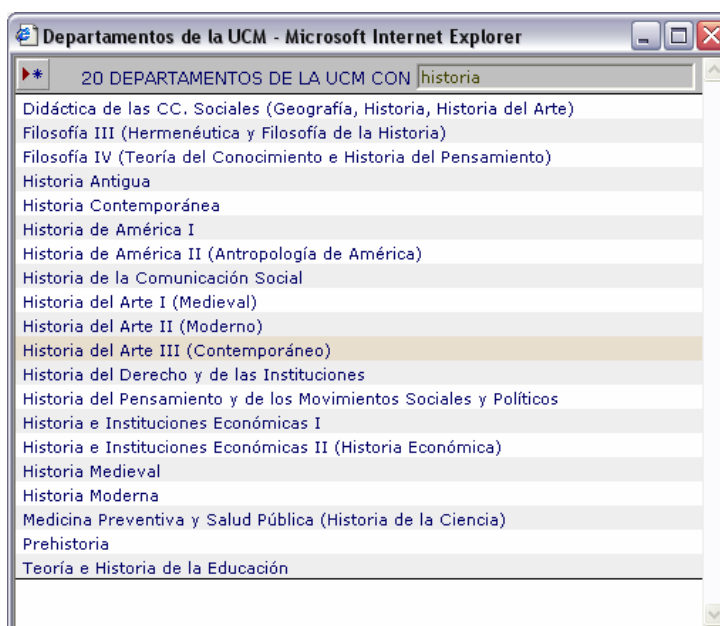 Departamentos de la UCM - Microsoft Internet Explorer
20 DEPARTAMENTOS DE LA UCM CON historia
Didáctica de las CC. Sociales (Geografía, Historia, Historia del Arte)
Filosofía III (Hermenéutica y Filosofía de la Historia)
Filosofía IV (Teoría del Conocimiento e Historia del Pensamiento)
Historia Antigua
Historia Contemporánea
Historia de América I
Historia de América II (Antropología de América)
Historia de la Comunicación Social
Historia del Arte I (Medieval)
Historia del Arte II (Moderno)
Historia del Arte III (Contemporáneo)
Historia del Derecho y de las Instituciones
Historia del Pensamiento y de los Movimientos Sociales y Políticos
Historia e Instituciones Económicas I
Historia e Instituciones Económicas II (Historia Económica)
Historia Medieval
Historia Moderna
Medicina Preventiva y Salud Pública (Historia de la Ciencia)
Prehistoria
Teoría e Historia de la Educación